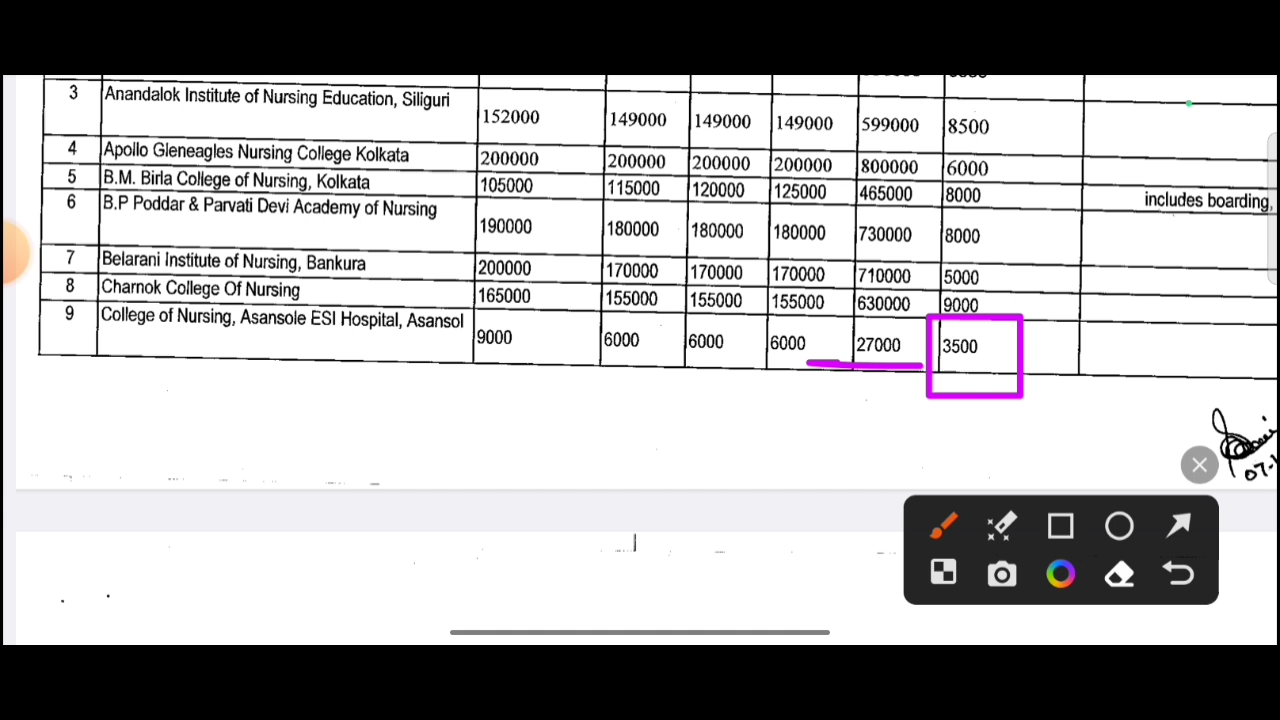 3 Anandalok Institute of Nursing Education, Siliguri 152000 149000 149000 149000 599000 8500
4 Apollo Gleneagles Nursing College Kolkata 200000 200000 200000 200000 800000 6000
5 B.M. Birla College of Nursing, Kolkata 105000 115000 120000 125000 465000 8000 includes boarding,
6 B.P Poddar & Parvati Devi Academy of Nursing 190000 180000 180000 180000 730000 8000
7 Belarani Institute of Nursing, Bankura 200000 170000 170000 170000 710000 5000
8 Charnok College Of Nursing 165000 155000 155000 155000 630000 9000
9 College of Nursing, Asansole ESI Hospital, Asansol 9000 6000 6000 6000 27000 3500